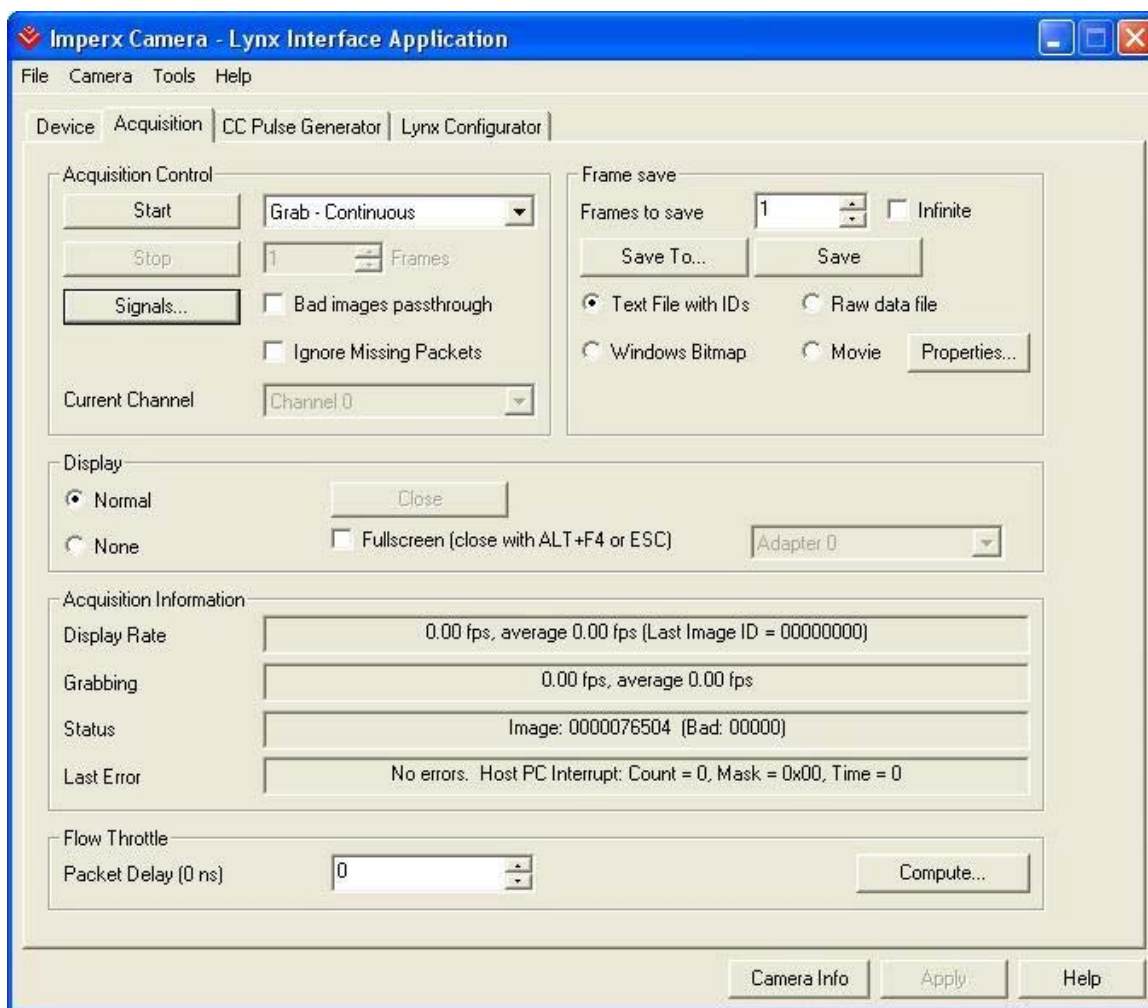 Imperx Camera - Lynx Interface Application
File Camera Tools Help
Device Acquisition CC Pulse Generator Lynx Configurator
Acquisition Control
Start Grab - Continuous
Stop 1 Frames
Signals... Bad images passthrough
Ignore Missing Packets
Current Channel Channel 0
Frame save
Frames to save 1 Infinite
Save To... Save
Text File with IDs Raw data file
Windows Bitmap Movie Properties...
Display
Normal Close
None Fullscreen (close with ALT+F4 or ESC) Adapter 0
Acquisition Information
Display Rate 0.00 fps, average 0.00 fps (Last Image ID = 00000000)
Grabbing 0.00 fps, average 0.00 fps
Status Image: 0000076504 (Bad: 00000)
Last Error No errors. Host PC Interrupt: Count = 0, Mask = 0x00, Time = 0
Flow Throttle
Packet Delay (0 ns) 0 Compute...
Camera Info Apply Help